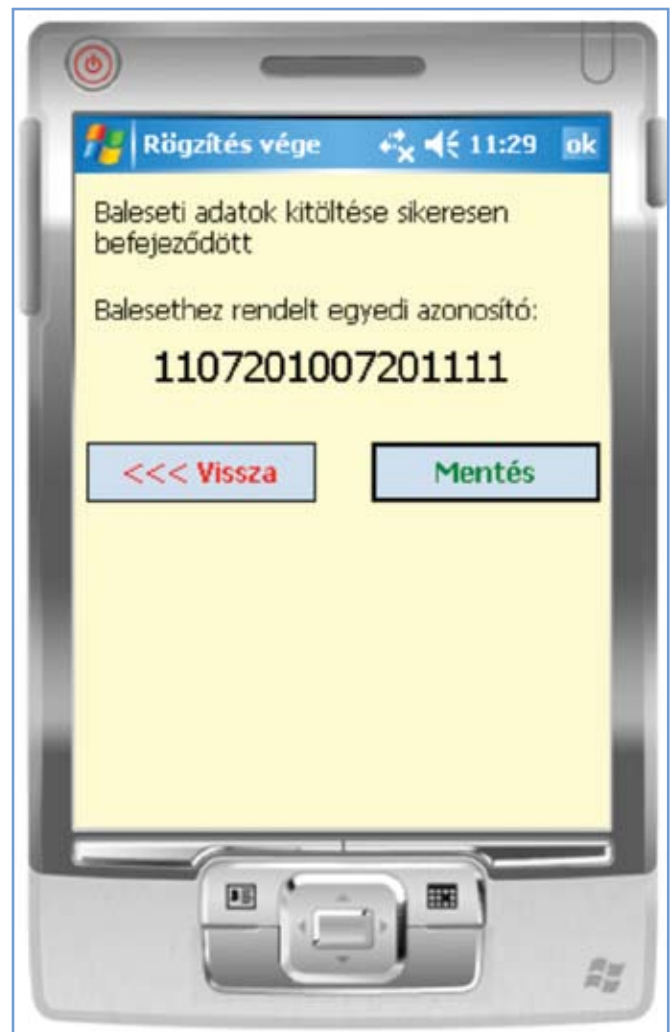 Rögzítés vége 11:29 ok
Baleseti adatok kitöltése sikeresen
befejeződött
Balesethez rendelt egyedi azonosító:
1107201007201111
<<< Vissza Mentés